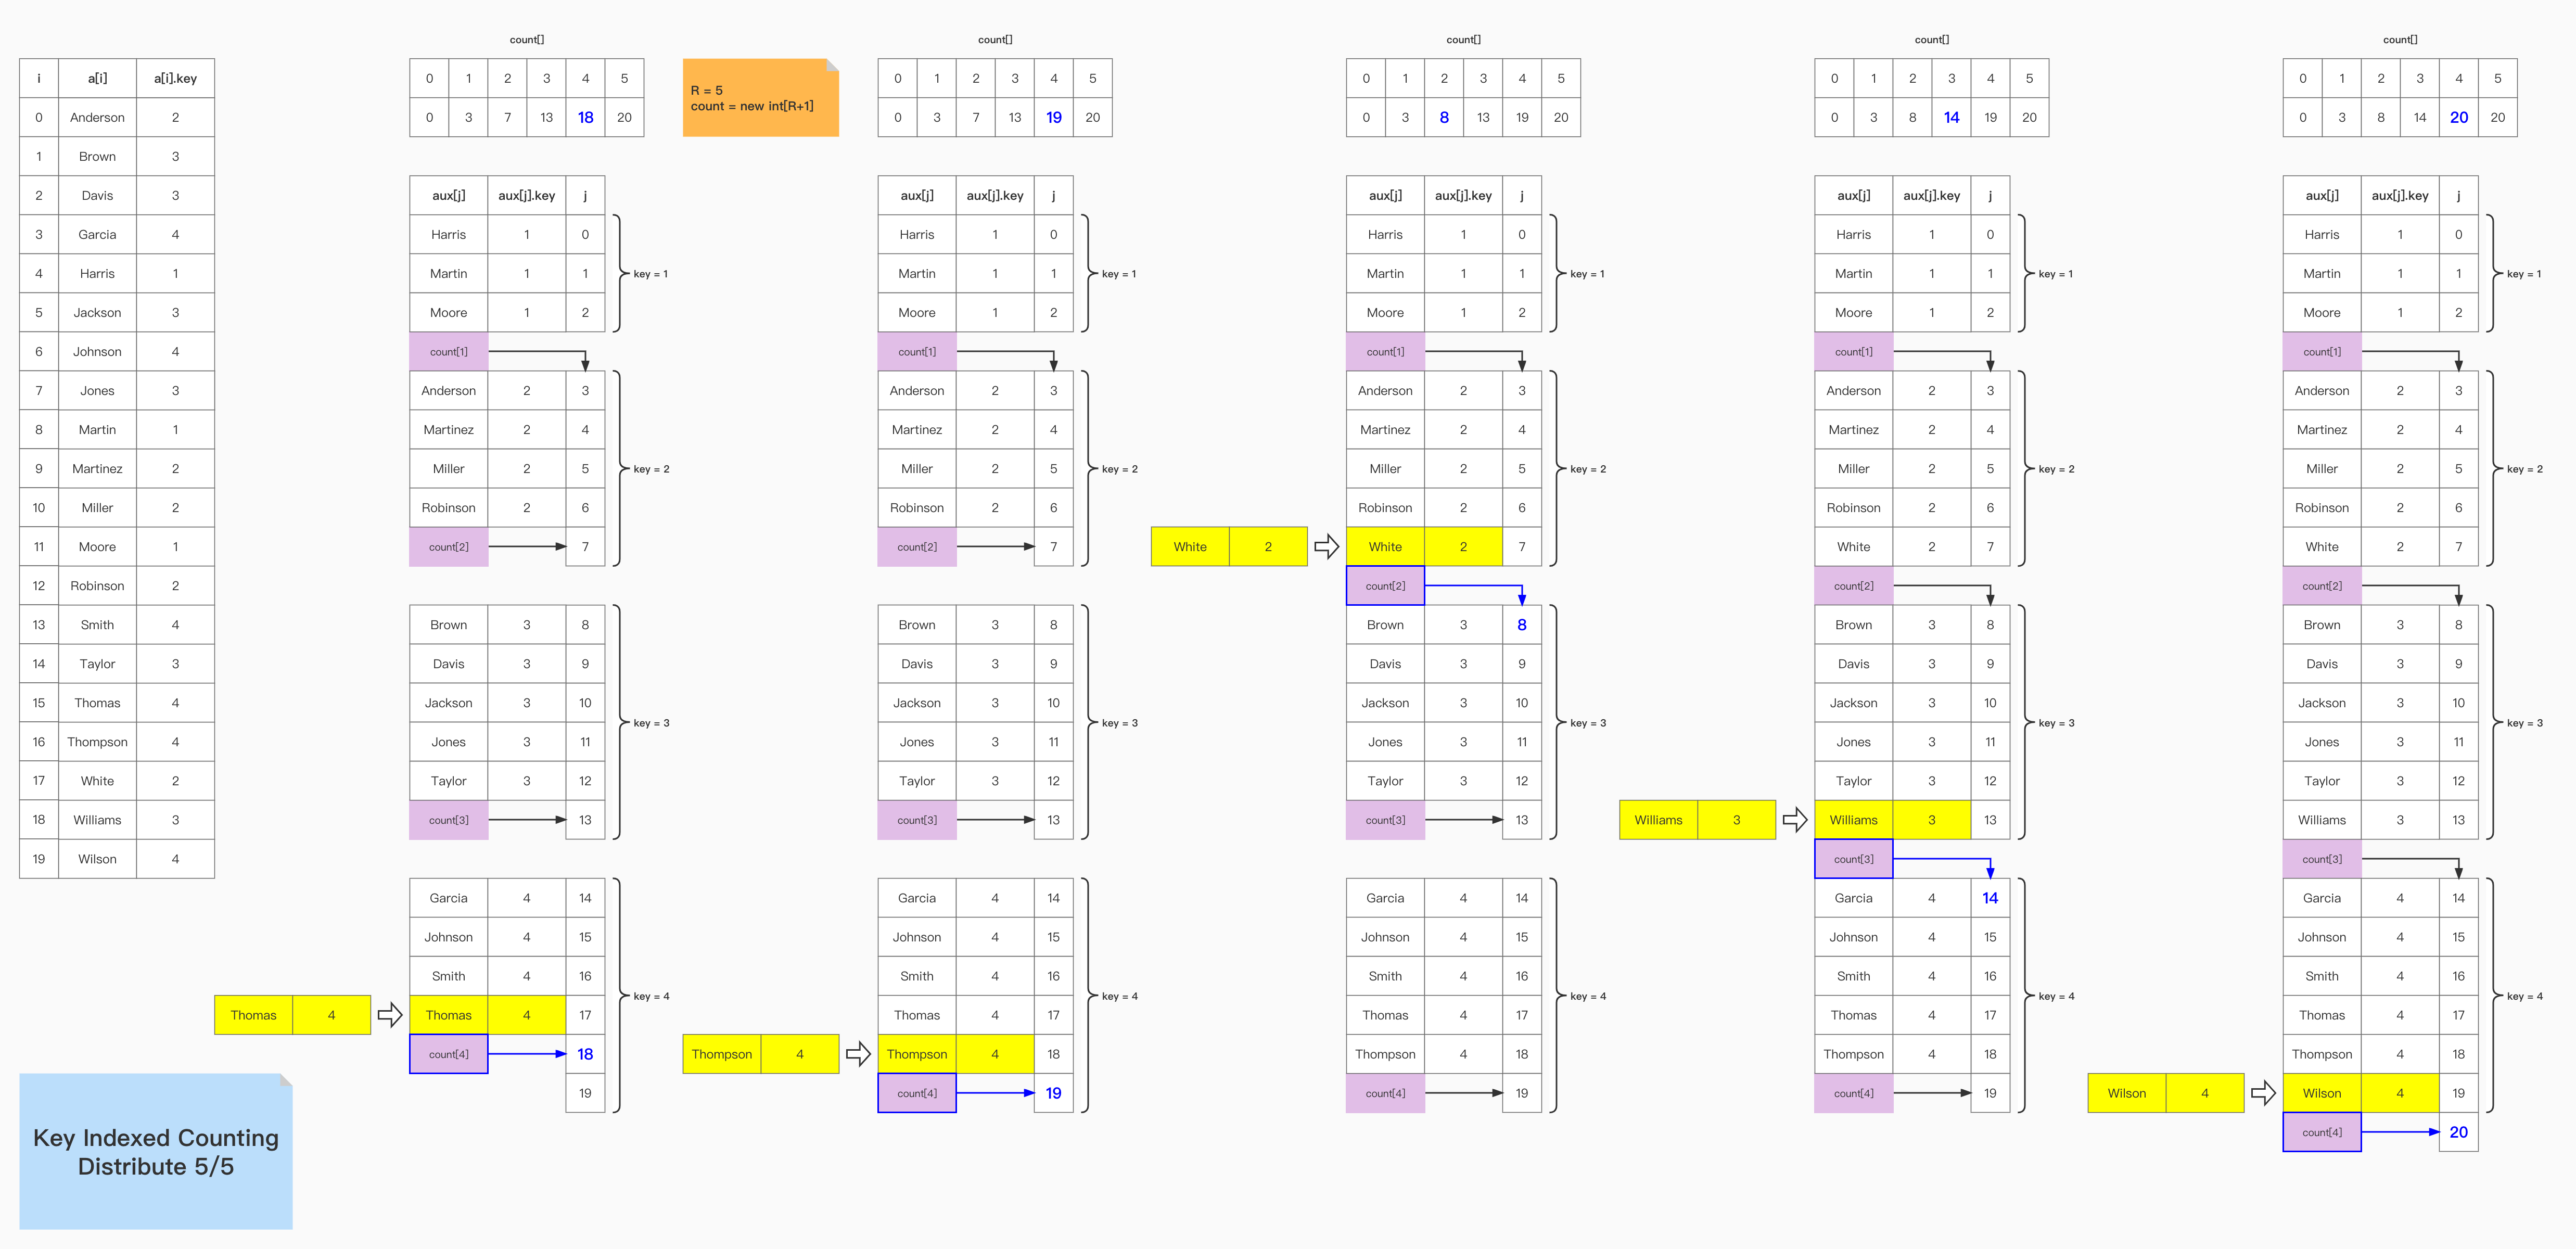 i a[i] a[i].key
0 Anderson 2
1 Brown 3
2 Davis 3
3 Garcia 4
4 Harris 1
5 Jackson 3
6 Johnson 4
7 Jones 3
8 Martin 1
9 Martinez 2
10 Miller 2
11 Moore 1
12 Robinson 2
13 Smith 4
14 Taylor 3
15 Thomas 4
16 Thompson 4
17 White 2
18 Williams 3
19 Wilson 4
Key Indexed Counting
Distribute 5/5
count[]
0 1 2 3 4 5
0 3 7 13 18 20
aux[j] aux[j].key j
Harris 1 0
Martin 1 1
Moore 1 2
key = 1
count[1]
Anderson 2 3
Martinez 2 4
Miller 2 5
Robinson 2 6
count[2] 7
key = 2
Brown 3 8
Davis 3 9
Jackson 3 10
Jones 3 11
Taylor 3 12
count[3] 13
key = 3
Garcia 4 14
Johnson 4 15
Smith 4 16
Thomas 4
Thomas 4 17
count[4] 18
19
key = 4
R = 5
count = new int[R+1]
count[]
0 1 2 3 4 5
0 3 7 13 19 20
aux[j] aux[j].key j
Harris 1 0
Martin 1 1
Moore 1 2
key = 1
count[1]
Anderson 2 3
Martinez 2 4
Miller 2 5
Robinson 2 6
count[2] 7
key = 2
Brown 3 8
Davis 3 9
Jackson 3 10
Jones 3 11
Taylor 3 12
count[3] 13
key = 3
Garcia 4 14
Johnson 4 15
Smith 4 16
Thomas 4 17
Thompson 4
Thompson 4 18
count[4] 19
key = 4
count[]
0 1 2 3 4 5
0 3 8 13 19 20
aux[j] aux[j].key j
Harris 1 0
Martin 1 1
Moore 1 2
key = 1
count[1]
Anderson 2 3
Martinez 2 4
Miller 2 5
Robinson 2 6
White 2
White 2 7
key = 2
count[2]
Brown 3 8
Davis 3 9
Jackson 3 10
Jones 3 11
Taylor 3 12
count[3] 13
key = 3
Garcia 4 14
Johnson 4 15
Smith 4 16
Thomas 4 17
Thompson 4 18
count[4] 19
key = 4
count[]
0 1 2 3 4 5
0 3 8 14 19 20
aux[j] aux[j].key j
Harris 1 0
Martin 1 1
Moore 1 2
key = 1
count[1]
Anderson 2 3
Martinez 2 4
Miller 2 5
Robinson 2 6
White 2 7
key = 2
count[2]
Brown 3 8
Davis 3 9
Jackson 3 10
Jones 3 11
Taylor 3 12
Williams 3
Williams 3 13
key = 3
count[3]
Garcia 4 14
Johnson 4 15
Smith 4 16
Thomas 4 17
Thompson 4 18
count[4] 19
key = 4
count[]
0 1 2 3 4 5
0 3 8 14 20 20
aux[j] aux[j].key j
Harris 1 0
Martin 1 1
Moore 1 2
key = 1
count[1]
Anderson 2 3
Martinez 2 4
Miller 2 5
Robinson 2 6
White 2 7
key = 2
count[2]
Brown 3 8
Davis 3 9
Jackson 3 10
Jones 3 11
Taylor 3 12
Williams 3 13
key = 3
count[3]
Garcia 4 14
Johnson 4 15
Smith 4 16
Thomas 4 17
Thompson 4 18
Wilson 4
Wilson 4 19
key = 4
count[4] 20